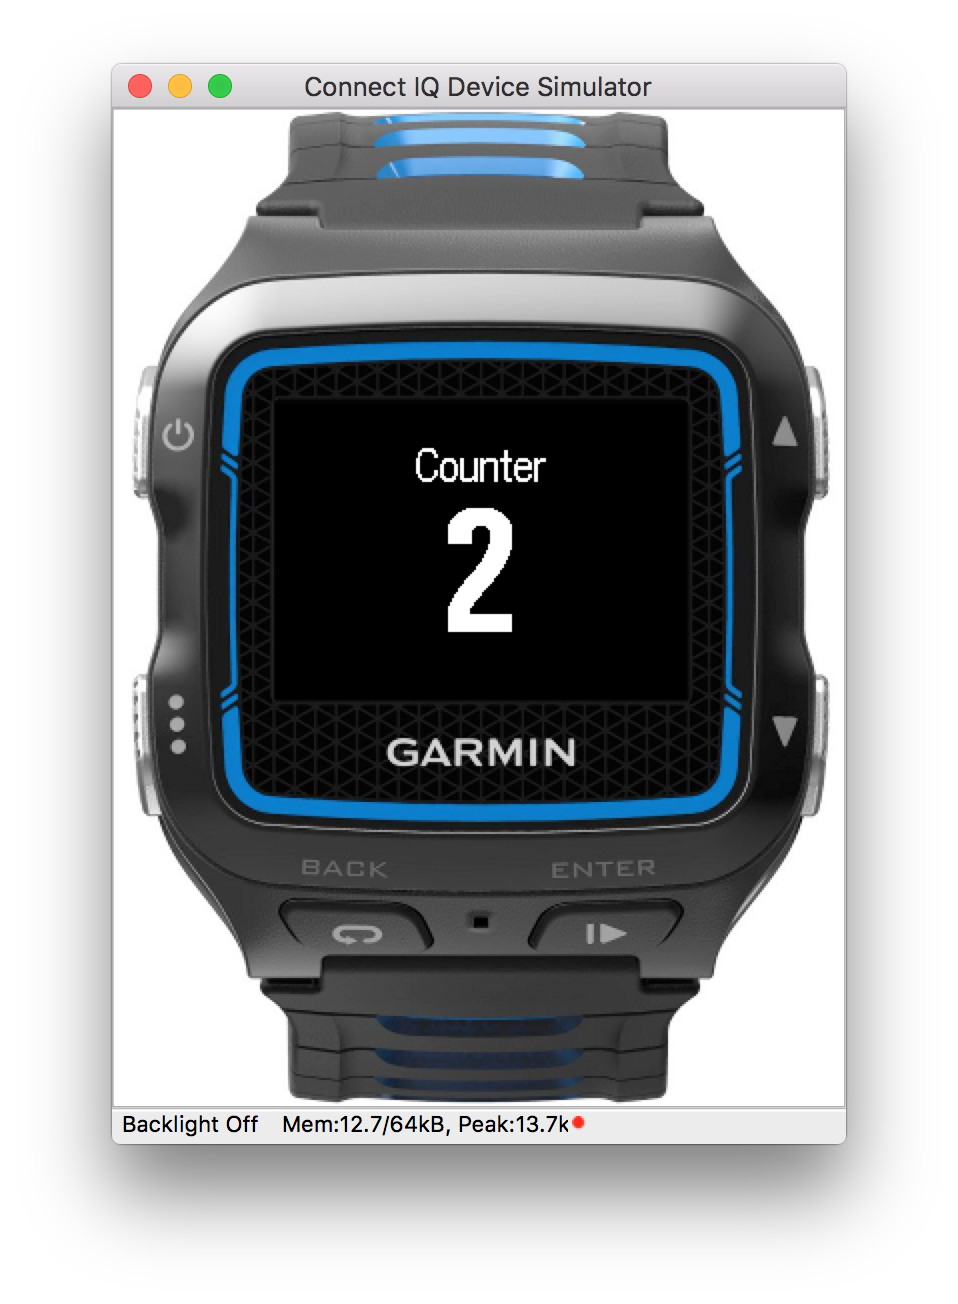 Connect IQ Device Simulator
Counter
2
GARMIN
BACK ENTER
Backlight Off Mem:12.7/64kB, Peak:13.7k